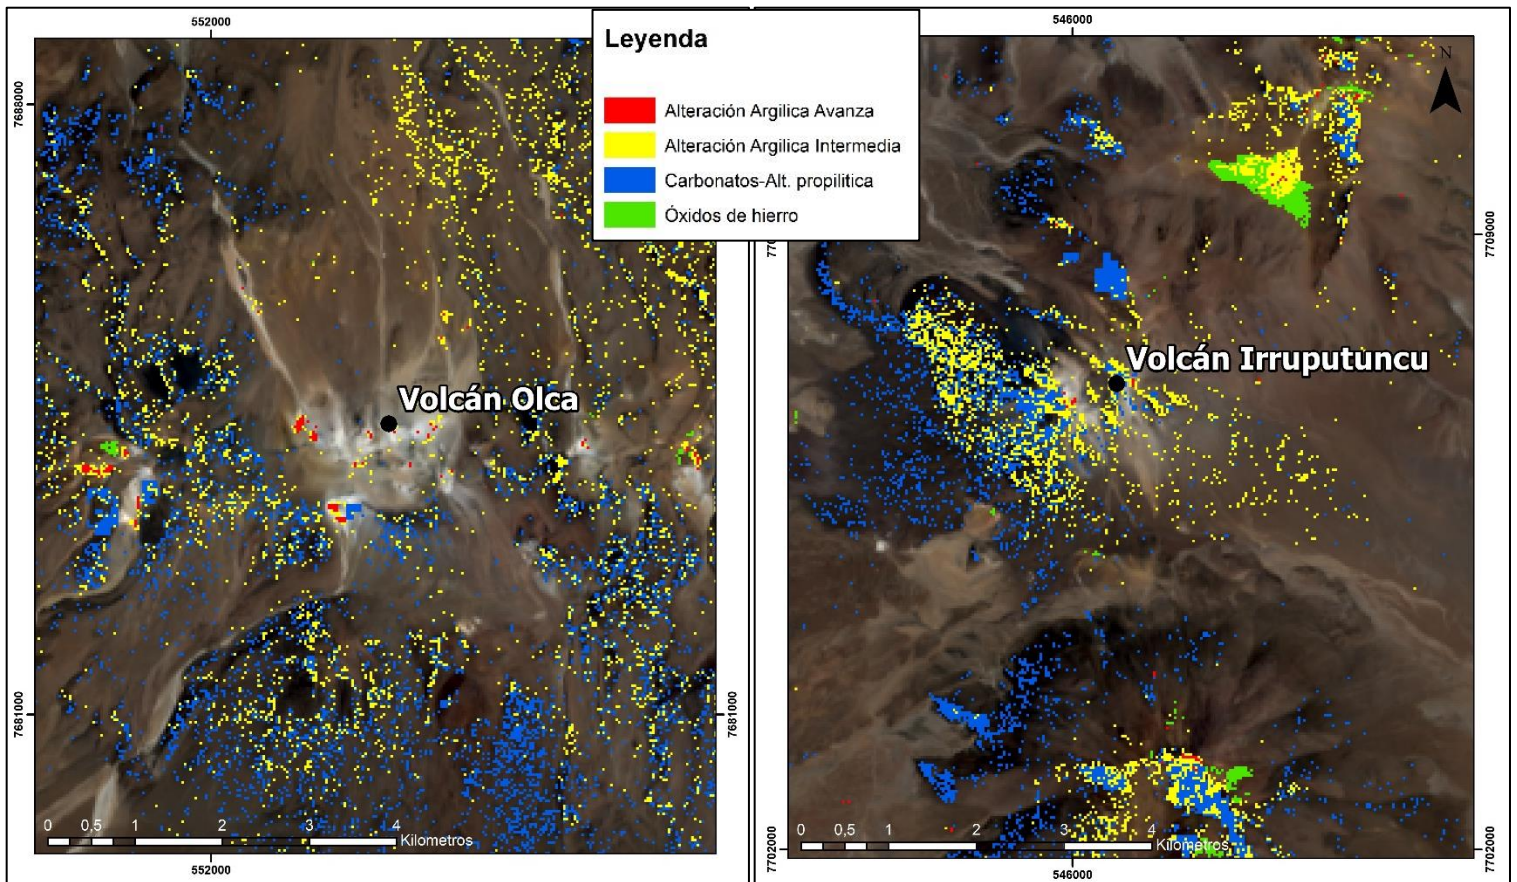 552000
546000
Leyenda
Alteración Argilica Avanza
Alteración Argilica Intermedia
Carbonatos-Alt. propilitica
Óxidos de hierro
N
7688000
7709000
Volcán Olca
Volcán Irruputuncu
7681000
7681000
7702000
7702000
0 0,5 1 2 3 4
Kilometros
0 0,5 1 2 3 4
Kilometros
552000
546000